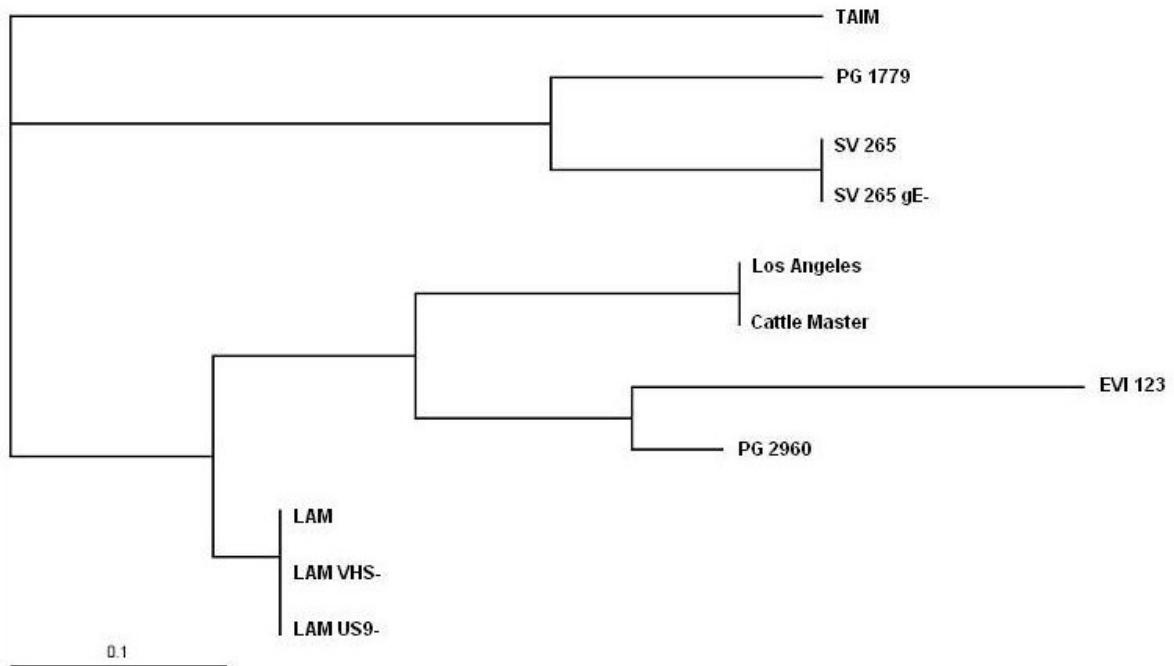 TAIM
PG 1779
SV 265
SV 265 gE-
Los Angeles
Cattle Master
EVI 123
PG 2960
LAM
LAM VHS-
LAM US9-
0.1